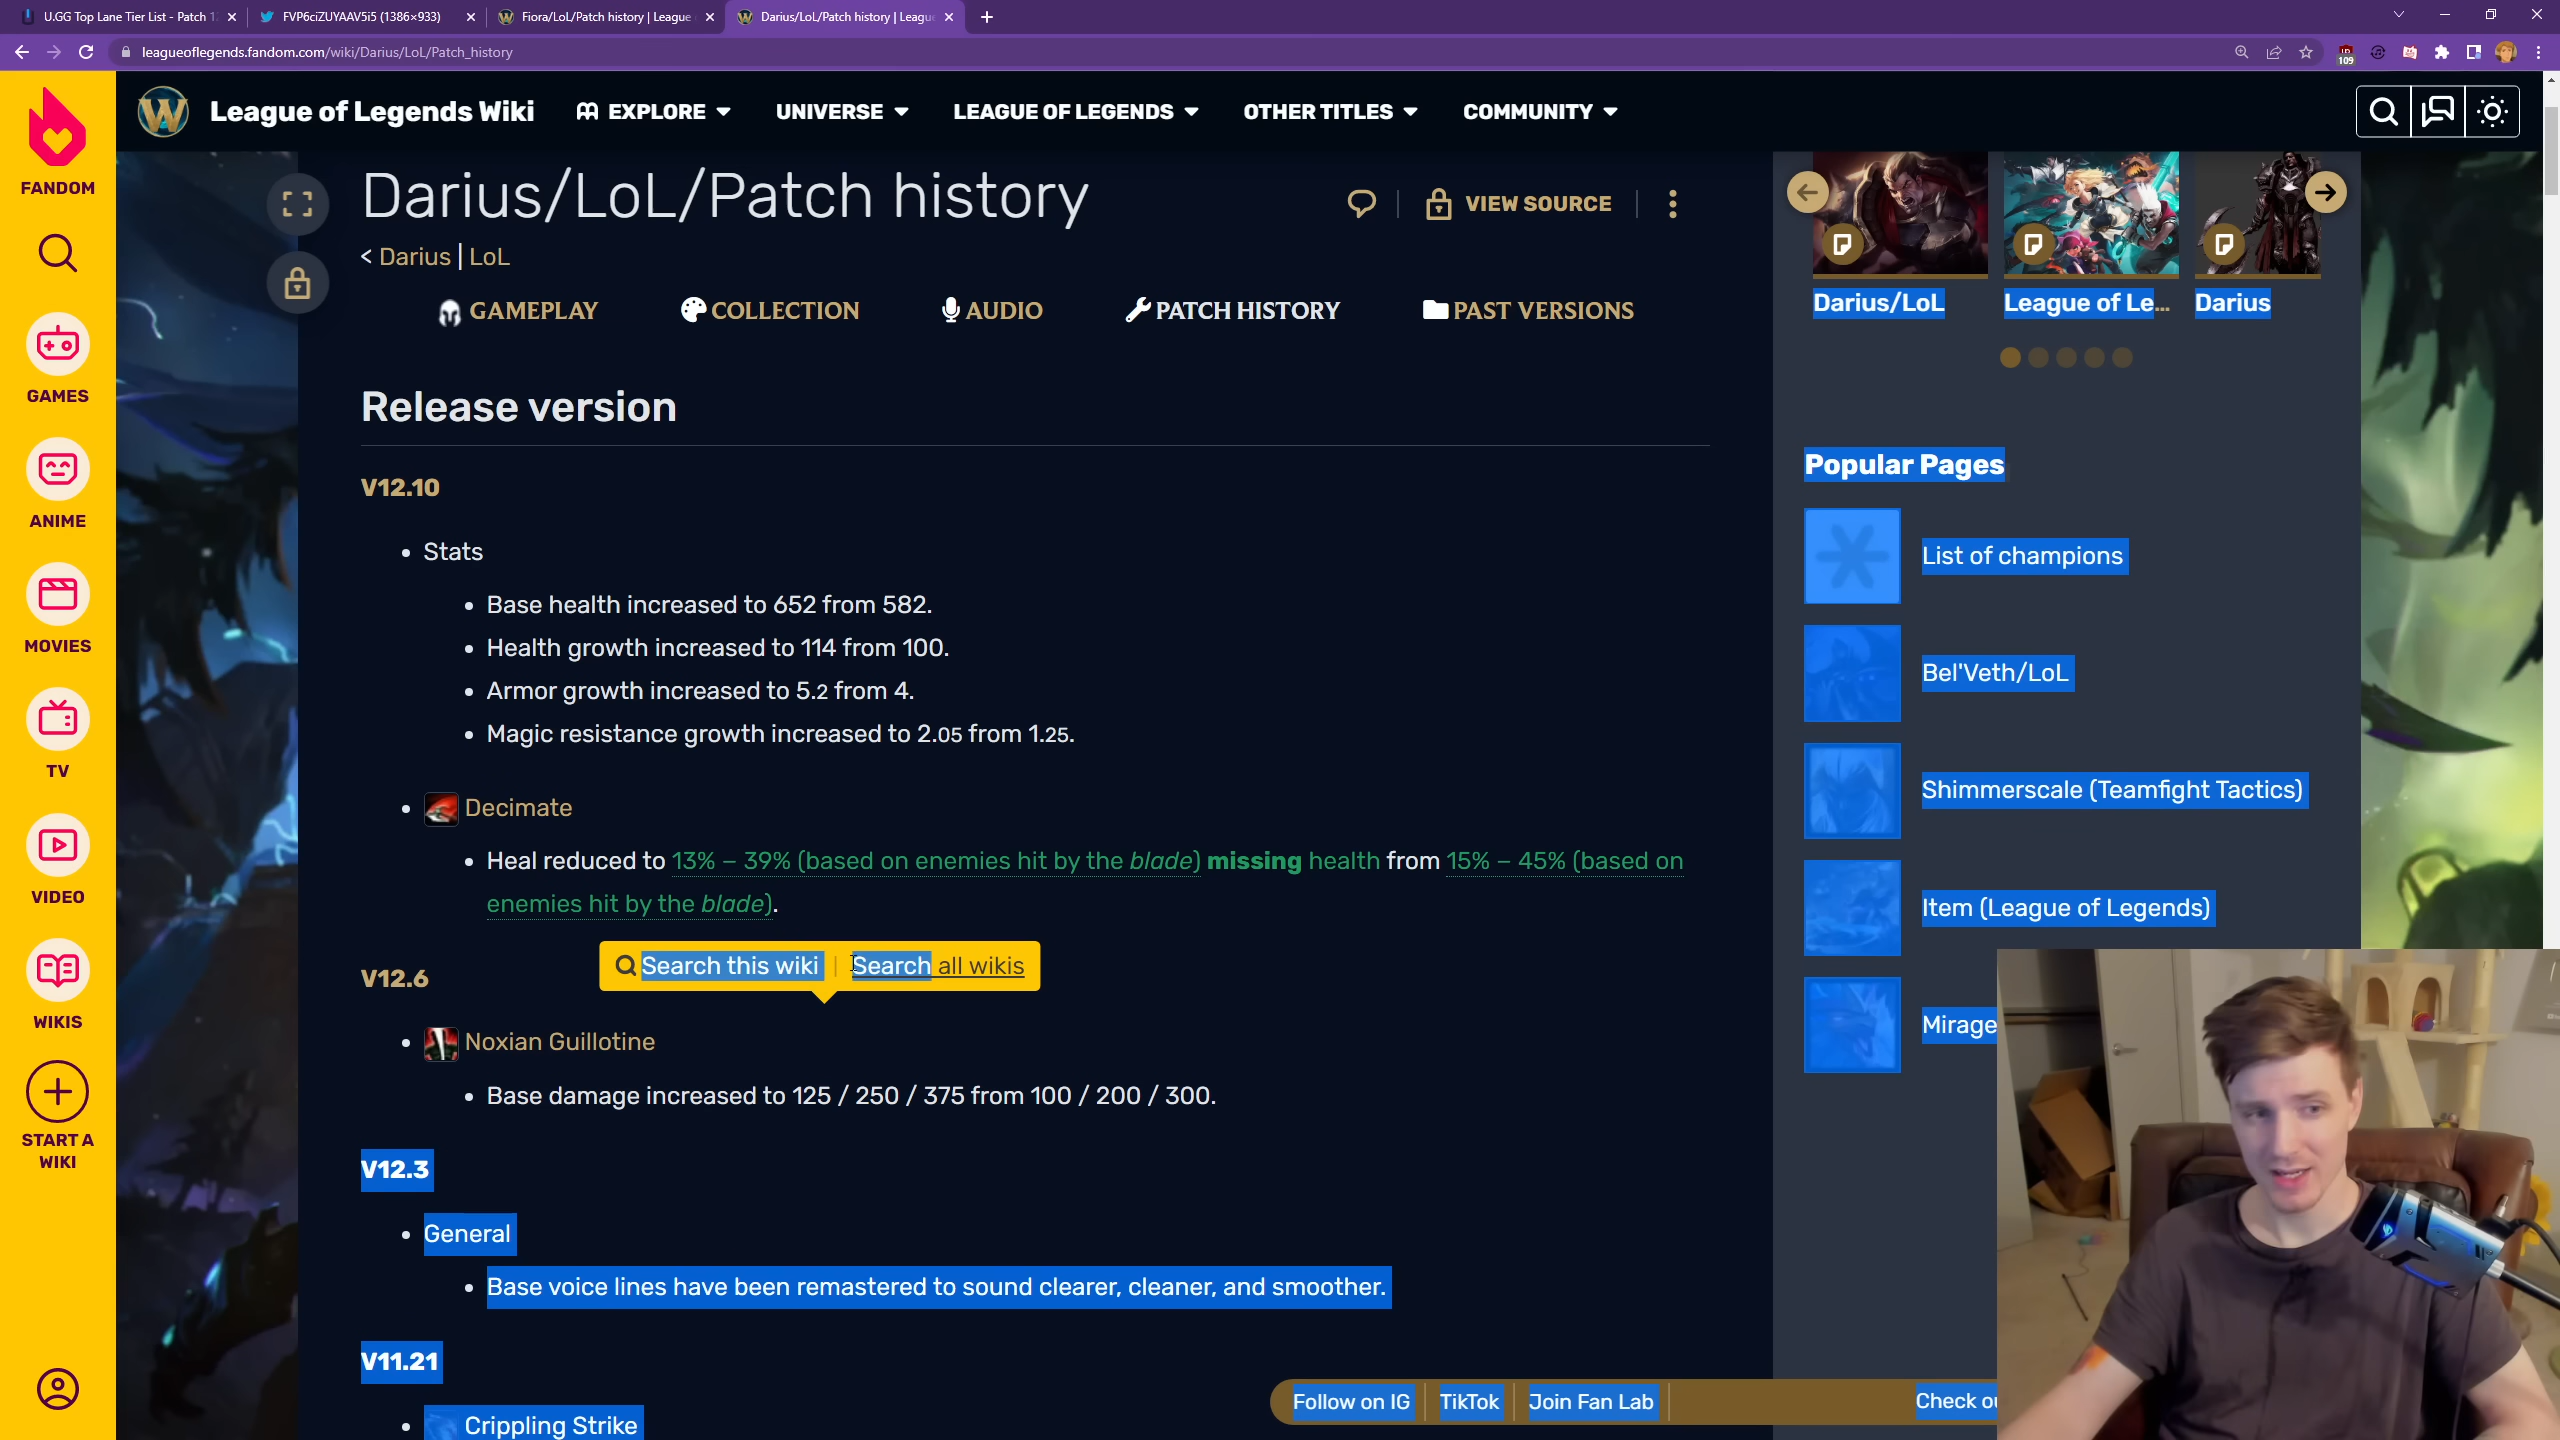 U.GG Top Lane Tier List - Patch 1
FVP6ciZUYAAV5i5 (1386×933)
Fiora/LoL/Patch history | League
Darius/LoL/Patch history | Leagu
leagueoflegends.fandom.com/wiki/Darius/LoL/Patch_history
109
League of Legends Wiki
EXPLORE
UNIVERSE
LEAGUE OF LEGENDS
OTHER TITLES
COMMUNITY
FANDOM
GAMES
ANIME
MOVIES
TV
VIDEO
WIKIS
START A
WIKI
Darius/LoL/Patch history
VIEW SOURCE
< Darius | LoL
GAMEPLAY
COLLECTION
AUDIO
PATCH HISTORY
PAST VERSIONS
Release version
V12.10
Stats
Base health increased to 652 from 582.
Health growth increased to 114 from 100.
Armor growth increased to 5.2 from 4.
Magic resistance growth increased to 2.05 from 1.25.
Decimate
Heal reduced to 13% – 39% (based on enemies hit by the blade) missing health from 15% – 45% (based on
enemies hit by the blade).
Search this wiki | Search all wikis
V12.6
Noxian Guillotine
Base damage increased to 125 / 250 / 375 from 100 / 200 / 300.
V12.3
General
Base voice lines have been remastered to sound clearer, cleaner, and smoother.
V11.21
Crippling Strike
Darius/LoL
League of Le...
Darius
Popular Pages
List of champions
Bel'Veth/LoL
Shimmerscale (Teamfight Tactics)
Item (League of Legends)
Mirage
Follow on IG
TikTok
Join Fan Lab
Check ou